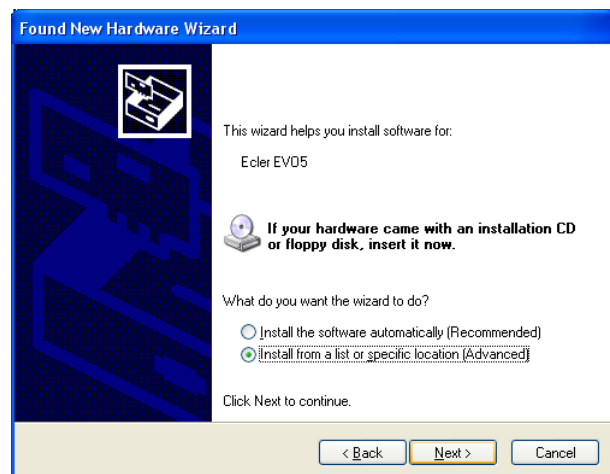 Found New Hardware Wizard
This wizard helps you install software for:
Ecler EVO5
If your hardware came with an installation CD
or floppy disk, insert it now.
What do you want the wizard to do?
Install the software automatically (Recommended)
Install from a list or specific location (Advanced)
Click Next to continue.
< Back
Next >
Cancel